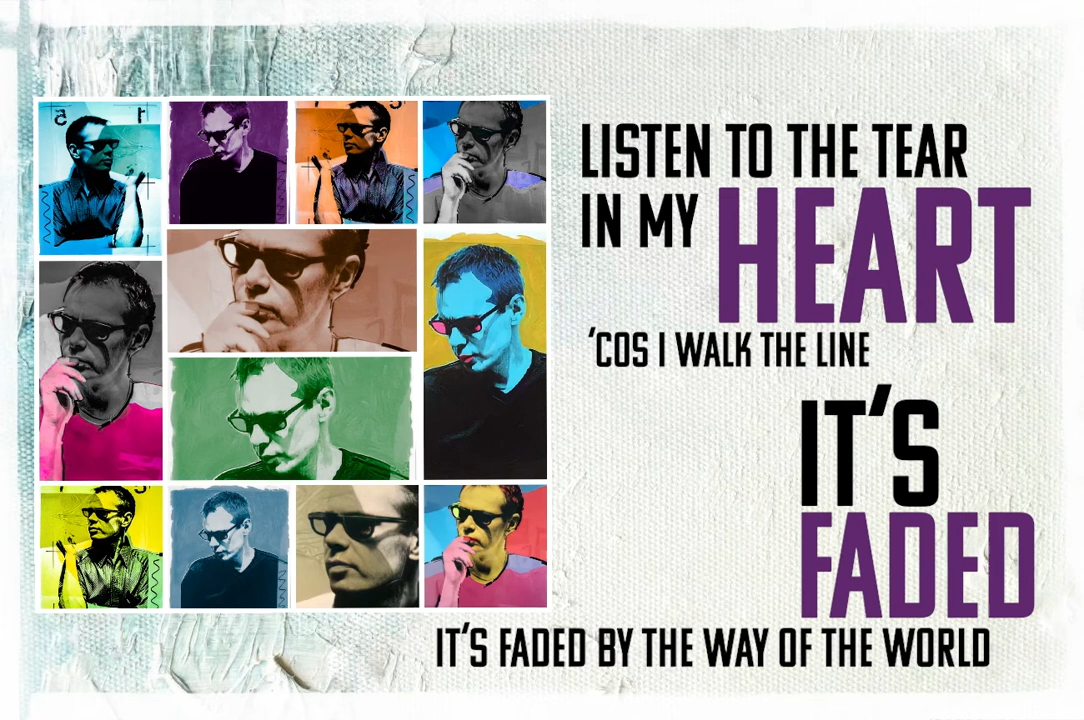 LISTEN TO THE TEAR
IN MY HEART
'COS I WALK THE LINE
IT'S
FADED
IT'S FADED BY THE WAY OF THE WORLD